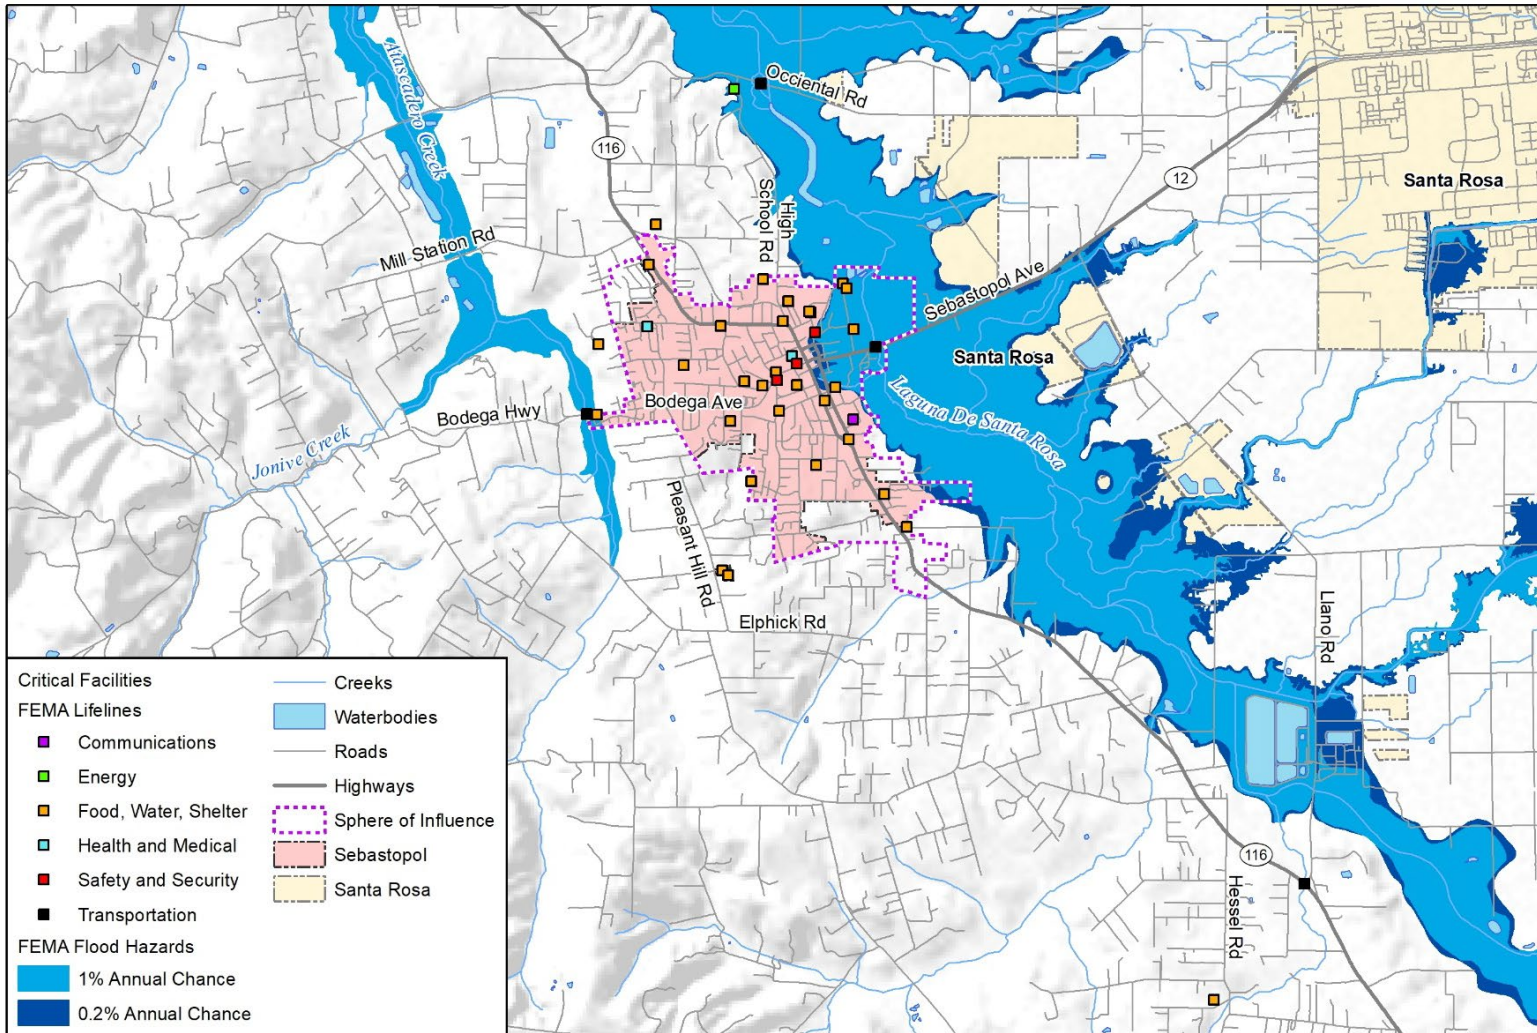 Atascadero Creek
Occiental Rd
116
12
Santa Rosa
High
School Rd
Mill Station Rd
Sebastopol Ave
Santa Rosa
Laguna De Santa Rosa
Bodega Ave
Bodega Hwy
Jonive Creek
Pleasant Hill Rd
Elphick Rd
Llano Rd
116
Hessel Rd
Critical Facilities
FEMA Lifelines
Communications
Energy
Food, Water, Shelter
Health and Medical
Safety and Security
Transportation
FEMA Flood Hazards
1% Annual Chance
0.2% Annual Chance
Creeks
Waterbodies
Roads
Highways
Sphere of Influence
Sebastopol
Santa Rosa